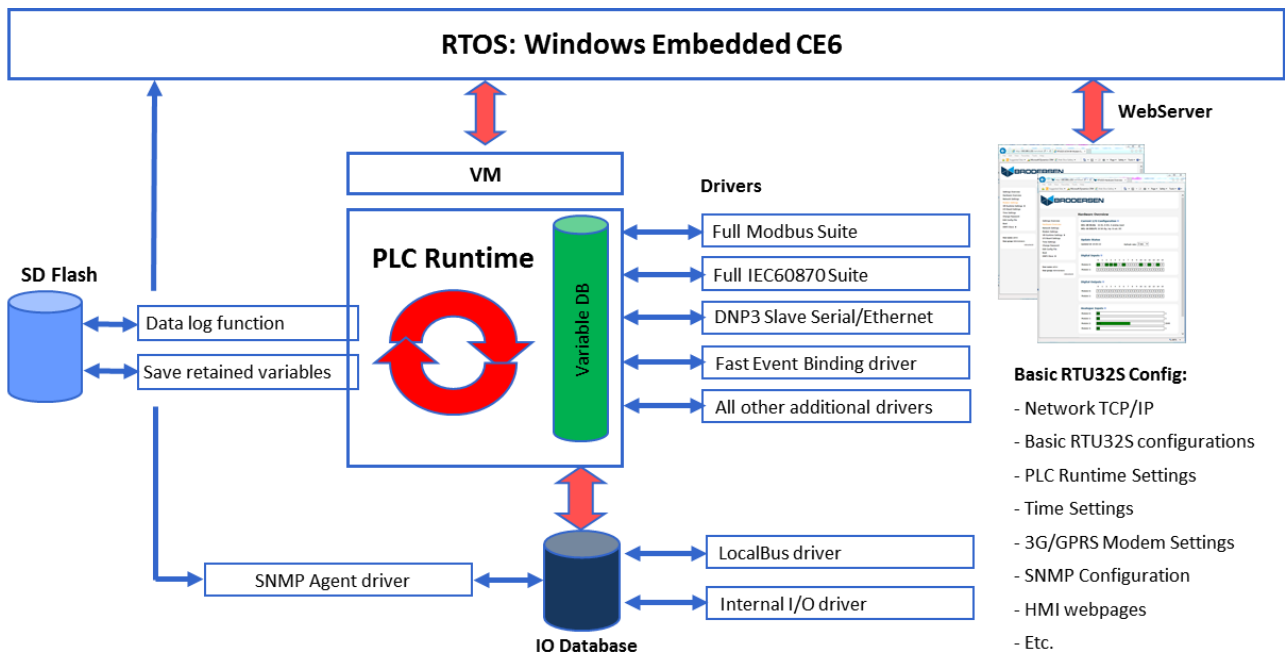 RTOS: Windows Embedded CE6
WebServer
VM
Drivers
BRODERSEN
BRODERSEN
Hardware Overview
PLC Runtime
Variable DB
Full Modbus Suite
Full IEC60870 Suite
DNP3 Slave Serial/Ethernet
Fast Event Binding driver
All other additional drivers
SD Flash
Data log function
Save retained variables
Basic RTU32S Config:
- Network TCP/IP
- Basic RTU32S configurations
- PLC Runtime Settings
- Time Settings
- 3G/GPRS Modem Settings
- SNMP Configuration
- HMI webpages
- Etc.
SNMP Agent driver
LocalBus driver
Internal I/O driver
IO Database